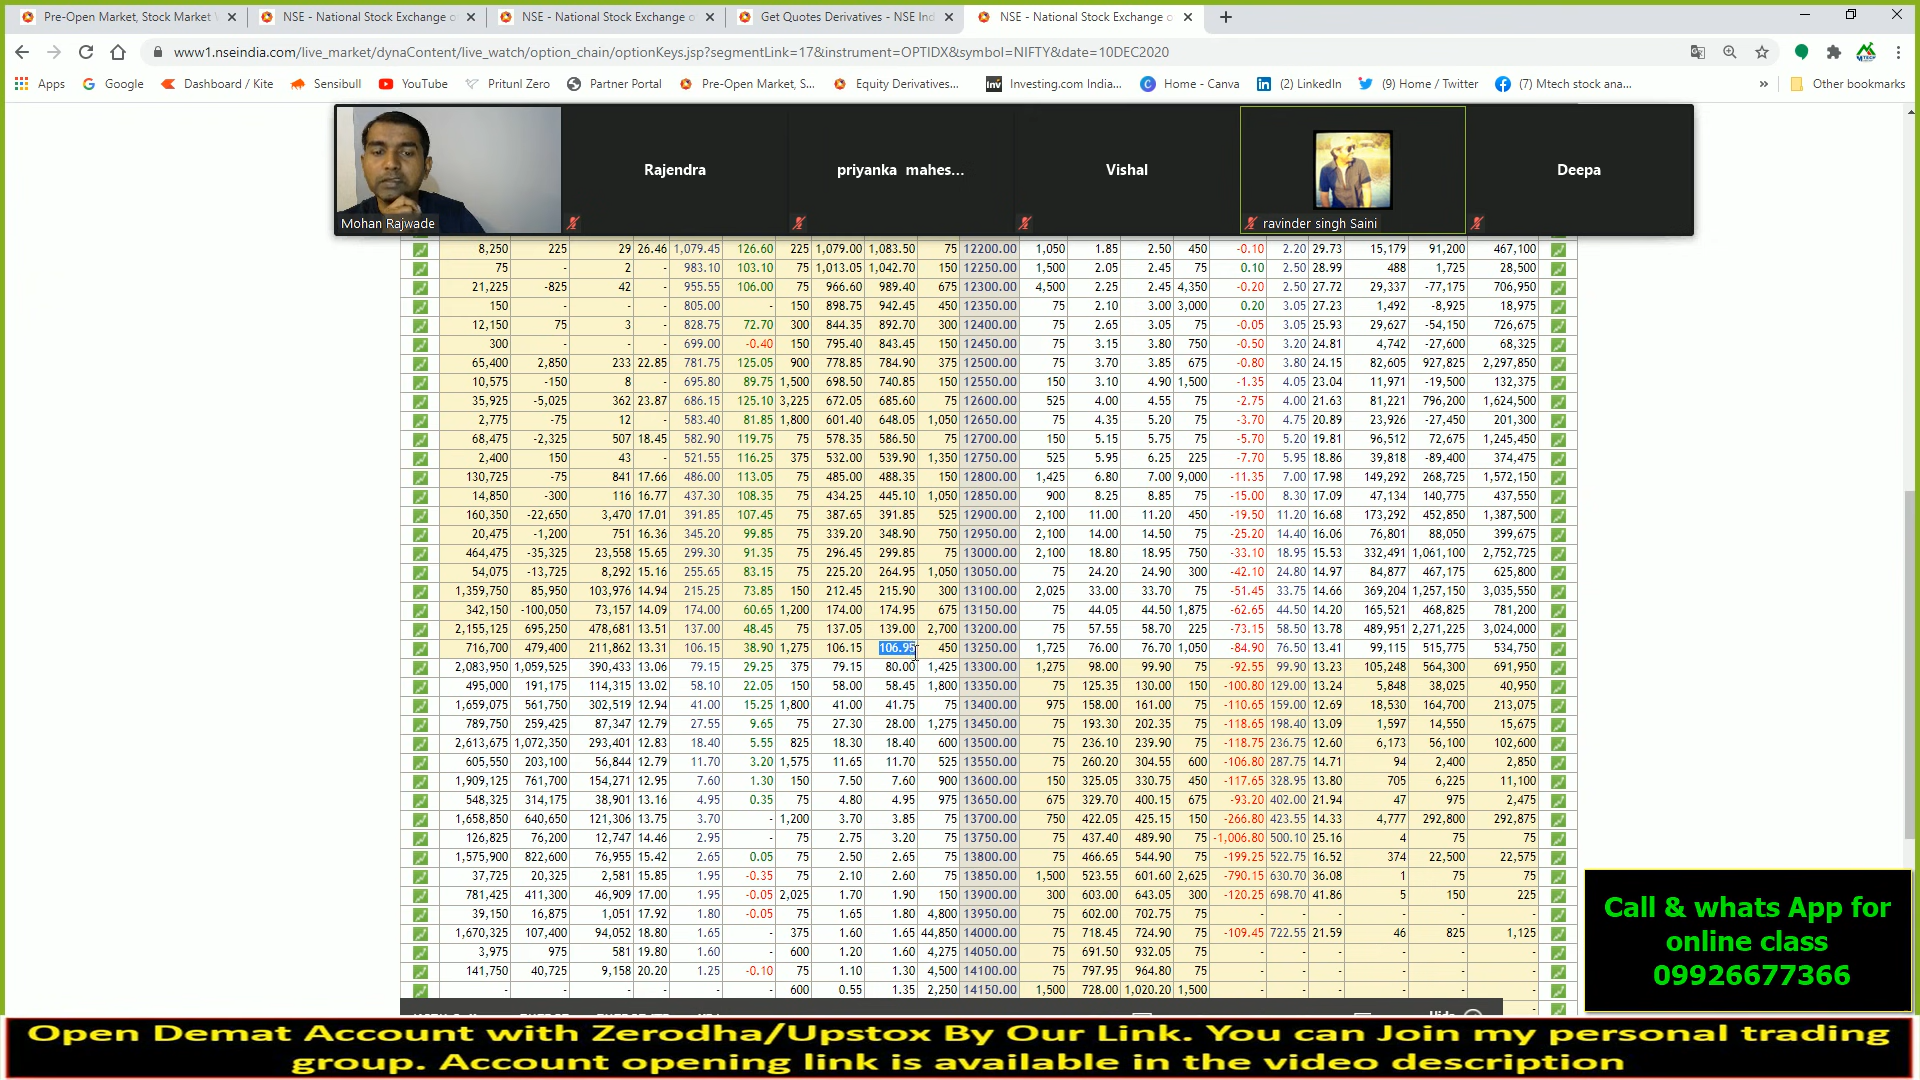 Pre-Open Market, Stock Market
NSE - National Stock Exchange o
NSE - National Stock Exchange o
Get Quotes Derivatives - NSE Ind
NSE - National Stock Exchange o
www1.nseindia.com/live_market/dynaContent/live_watch/option_chain/optionKeys.jsp?segmentLink=17&instrument=OPTIDX&symbol=NIFTY&date=10DEC2020
Apps Google Dashboard / Kite Sensibull YouTube Pritunl Zero Partner Portal Pre-Open Market, S... Equity Derivatives... Investing.com India... Home - Canva (2) LinkedIn (9) Home / Twitter (7) Mtech stock ana... » Other bookmarks
Mohan Rajwade
Rajendra
priyanka mahes...
Vishal
ravinder singh Saini
Deepa
8,250 225 29 26.46 1,079.45 126.60 225 1,079.00 1,083.50 75 12200.00 1,050 1.85 2.50 450 -0.10 2.20 29.73 15,179 91,200 467,100
75 - 2 - 983.10 103.10 75 1,013.05 1,042.70 150 12250.00 1,500 2.05 2.45 75 0.10 2.50 28.99 488 1,725 28,500
21,225 -825 42 - 955.55 106.00 75 966.60 989.40 675 12300.00 4,500 2.25 2.45 4,350 -0.20 2.50 27.72 29,337 -77,175 706,950
150 - - - 805.00 - 150 898.75 942.45 450 12350.00 75 2.10 3.00 3,000 0.20 3.05 27.23 1,492 -8,925 18,975
12,150 75 3 - 828.75 72.70 300 844.35 892.70 300 12400.00 75 2.65 3.05 75 -0.05 3.05 25.93 29,627 -54,150 726,675
300 - - - 699.00 -0.40 150 795.40 843.45 150 12450.00 75 3.15 3.80 750 -0.50 3.20 24.81 4,742 -27,600 68,325
65,400 2,850 233 22.85 781.75 125.05 900 778.85 784.90 375 12500.00 75 3.70 3.85 675 -0.80 3.80 24.15 82,605 927,825 2,297,850
10,575 -150 8 - 695.80 89.75 1,500 698.50 740.85 150 12550.00 150 3.10 4.90 1,500 -1.35 4.05 23.04 11,971 -19,500 132,375
35,925 -5,025 362 23.87 686.15 125.10 3,225 672.05 685.60 75 12600.00 525 4.00 4.55 75 -2.75 4.00 21.63 81,221 796,200 1,624,500
2,775 -75 12 - 583.40 81.85 1,800 601.40 648.05 1,050 12650.00 75 4.35 5.20 75 -3.70 4.75 20.89 23,926 -27,450 201,300
68,475 -2,325 507 18.45 582.90 119.75 75 578.35 586.50 75 12700.00 150 5.15 5.75 75 -5.70 5.20 19.81 96,512 72,675 1,245,450
2,400 150 43 - 521.55 116.25 375 532.00 539.90 1,350 12750.00 525 5.95 6.25 225 -7.70 5.95 18.86 39,818 -89,400 374,475
130,725 -75 841 17.66 486.00 113.05 75 485.00 488.35 150 12800.00 1,425 6.80 7.00 9,000 -11.35 7.00 17.98 149,292 268,725 1,572,150
14,850 -300 116 16.77 437.30 108.35 75 434.25 445.10 1,050 12850.00 900 8.25 8.85 75 -15.00 8.30 17.09 47,134 140,775 437,550
160,350 -22,650 3,470 17.01 391.85 107.45 75 387.65 391.85 525 12900.00 2,100 11.00 11.20 450 -19.50 11.20 16.68 173,292 452,850 1,387,500
20,475 -1,200 751 16.36 345.20 99.85 75 339.20 348.90 750 12950.00 2,100 14.00 14.50 75 -25.20 14.40 16.06 76,801 88,050 399,675
464,475 -35,325 23,558 15.65 299.30 91.35 75 296.45 299.85 75 13000.00 2,100 18.80 18.95 750 -33.10 18.95 15.53 332,491 1,061,100 2,752,725
54,075 -13,725 8,292 15.16 255.65 83.15 75 225.20 264.95 1,050 13050.00 75 24.20 24.90 300 -42.10 24.80 14.97 84,877 467,175 625,800
1,359,750 85,950 103,976 14.94 215.25 73.85 150 212.45 215.90 300 13100.00 2,025 33.00 33.70 75 -51.45 33.75 14.66 369,204 1,257,150 3,035,550
342,150 -100,050 73,157 14.09 174.00 60.65 1,200 174.00 174.95 675 13150.00 75 44.05 44.50 1,875 -62.65 44.50 14.20 165,521 468,825 781,200
2,155,125 695,250 478,681 13.51 137.00 48.45 75 137.05 139.00 2,700 13200.00 75 57.55 58.70 225 -73.15 58.50 13.78 489,951 2,271,225 3,024,000
716,700 479,400 211,862 13.31 106.15 38.90 1,275 106.15 106.95 450 13250.00 1,725 76.00 76.70 1,050 -84.90 76.50 13.41 99,115 515,775 534,750
2,083,950 1,059,525 390,433 13.06 79.15 29.25 375 79.15 80.00 1,425 13300.00 1,275 98.00 99.90 75 -92.55 99.90 13.23 105,248 564,300 691,950
495,000 191,175 114,315 13.02 58.10 22.05 150 58.00 58.45 1,800 13350.00 75 125.35 130.00 150 -100.80 129.00 13.24 5,848 38,025 40,950
1,659,075 561,750 302,519 12.94 41.00 15.25 1,800 41.00 41.75 75 13400.00 975 158.00 161.00 75 -110.65 159.00 12.69 18,530 164,700 213,075
789,750 259,425 87,347 12.79 27.55 9.65 75 27.30 28.00 1,275 13450.00 75 193.30 202.35 75 -118.65 198.40 13.09 1,597 14,550 15,675
2,613,675 1,072,350 293,401 12.83 18.40 5.55 825 18.30 18.40 600 13500.00 75 236.10 239.90 75 -118.75 236.75 12.60 6,173 56,100 102,600
605,550 203,100 56,844 12.79 11.70 3.20 1,575 11.65 11.70 525 13550.00 75 260.20 304.55 600 -106.80 287.75 14.71 94 2,400 2,850
1,909,125 761,700 154,271 12.95 7.60 1.30 150 7.50 7.60 900 13600.00 150 325.05 330.75 450 -117.65 328.95 13.80 705 6,225 11,100
548,325 314,175 38,901 13.16 4.95 0.35 75 4.80 4.95 975 13650.00 675 329.70 400.15 675 -93.20 402.00 21.94 47 975 2,475
1,658,850 640,650 121,306 13.75 3.70 - 1,200 3.70 3.85 75 13700.00 750 422.05 425.15 150 -266.80 423.55 14.33 4,777 292,800 292,875
126,825 76,200 12,747 14.46 2.95 - 75 2.75 3.20 75 13750.00 75 437.40 489.90 75 -1,006.80 500.10 25.16 4 75 75
1,575,900 822,600 76,955 15.42 2.65 0.05 75 2.50 2.65 75 13800.00 75 466.65 544.90 75 -199.25 522.75 16.52 374 22,500 22,575
37,725 20,325 2,581 15.85 1.95 -0.35 75 2.10 2.60 75 13850.00 1,500 523.55 601.60 2,625 -790.15 630.70 36.08 1 75 75
781,425 411,300 46,909 17.00 1.95 -0.05 2,025 1.70 1.90 150 13900.00 300 603.00 643.05 300 -120.25 698.70 41.86 5 150 225
39,150 16,875 1,051 17.92 1.80 -0.05 75 1.65 1.80 4,800 13950.00 75 602.00 702.75 75 - - - - - -
1,670,325 107,400 94,052 18.80 1.65 - 375 1.60 1.65 44,850 14000.00 75 718.45 724.90 75 -109.45 722.55 21.59 46 825 1,125
3,975 975 581 19.80 1.60 - 600 1.20 1.60 4,275 14050.00 75 691.50 932.05 75 - - - - - -
141,750 40,725 9,158 20.20 1.25 -0.10 75 1.10 1.30 4,500 14100.00 75 797.95 964.80 75 - - - - - -
- - - - - - 600 0.55 1.35 2,250 14150.00 1,500 728.00 1,020.20 1,500 - - - - - -
Call & whats App for
online class
09926677366
Open Demat Account with Zerodha/Upstox By Our Link. You can Join my personal trading
group. Account opening link is available in the video description